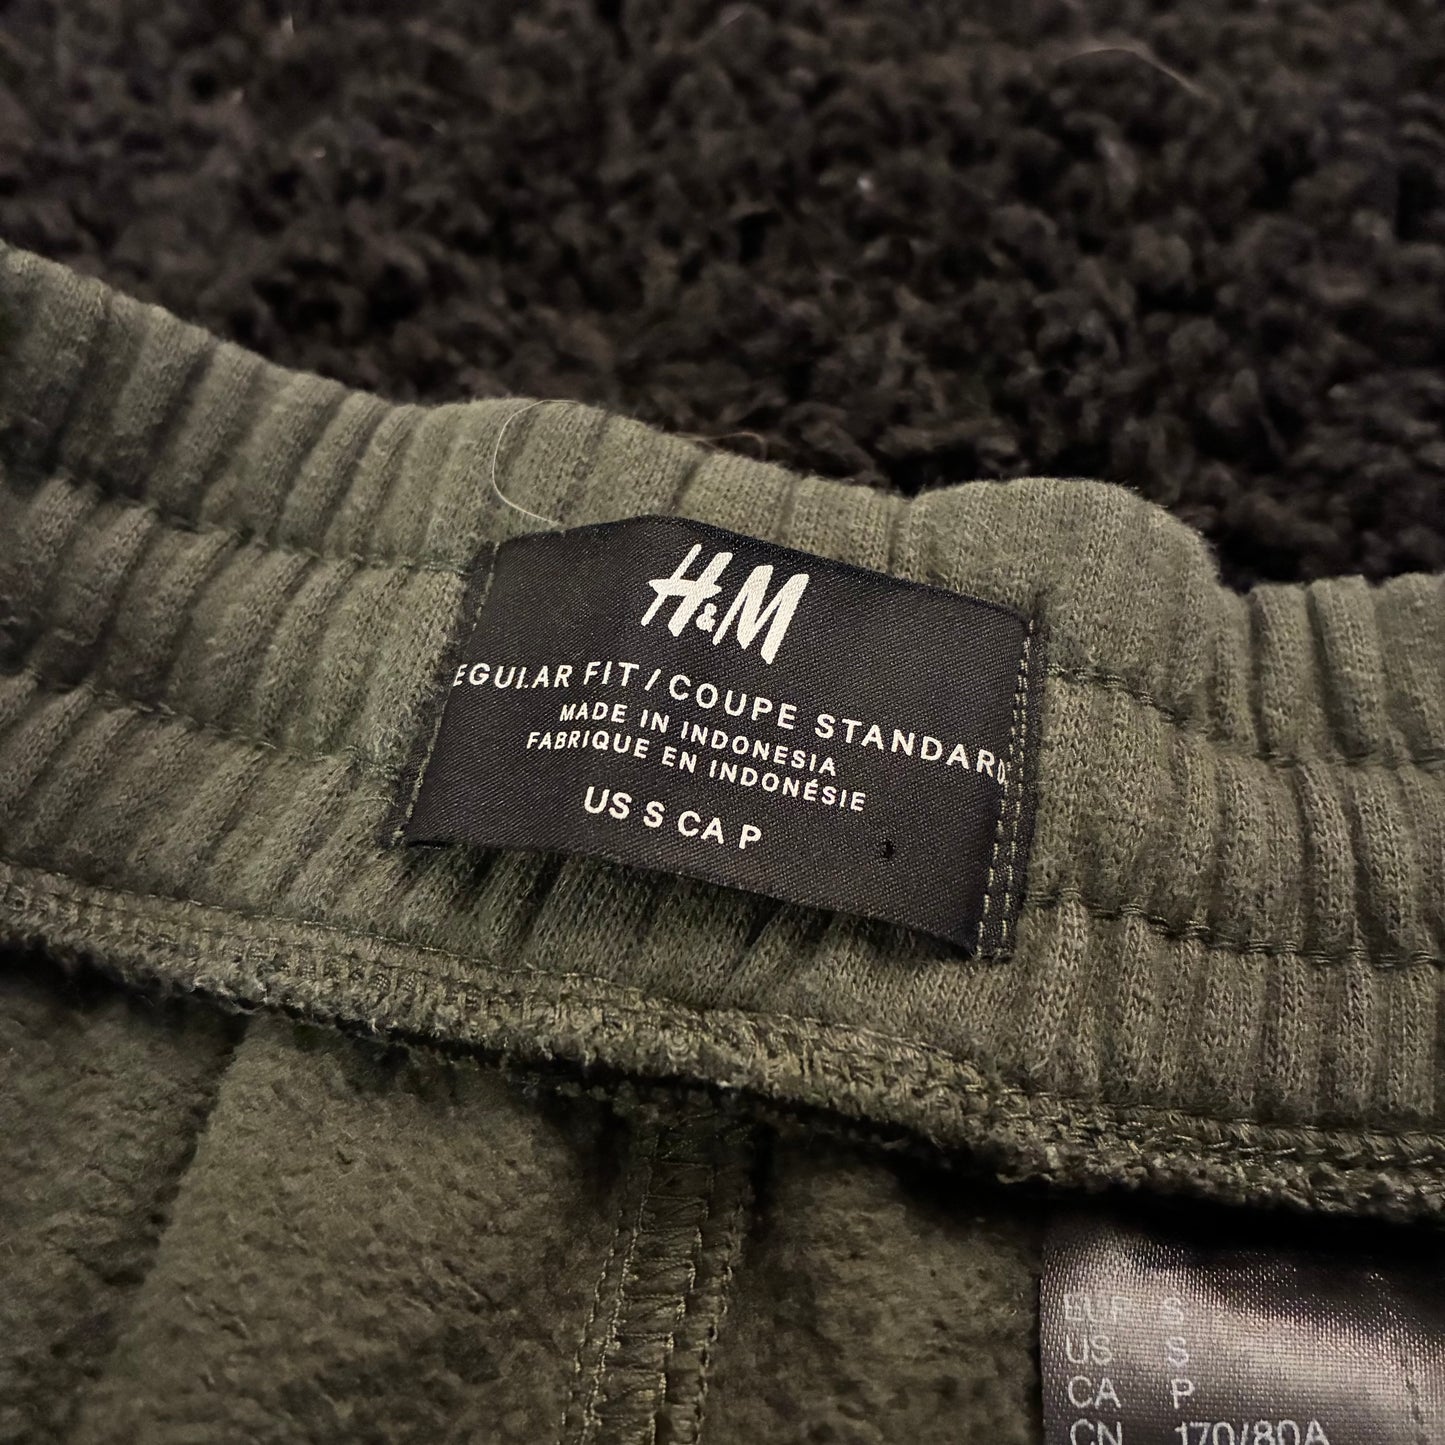 H&M
EGULAR FIT / COUPE STANDARD
MADE IN INDONESIA
FABRIQUE EN INDONÉSIE
US S CA P
EUR S
US S
CA P
CN 170/80A